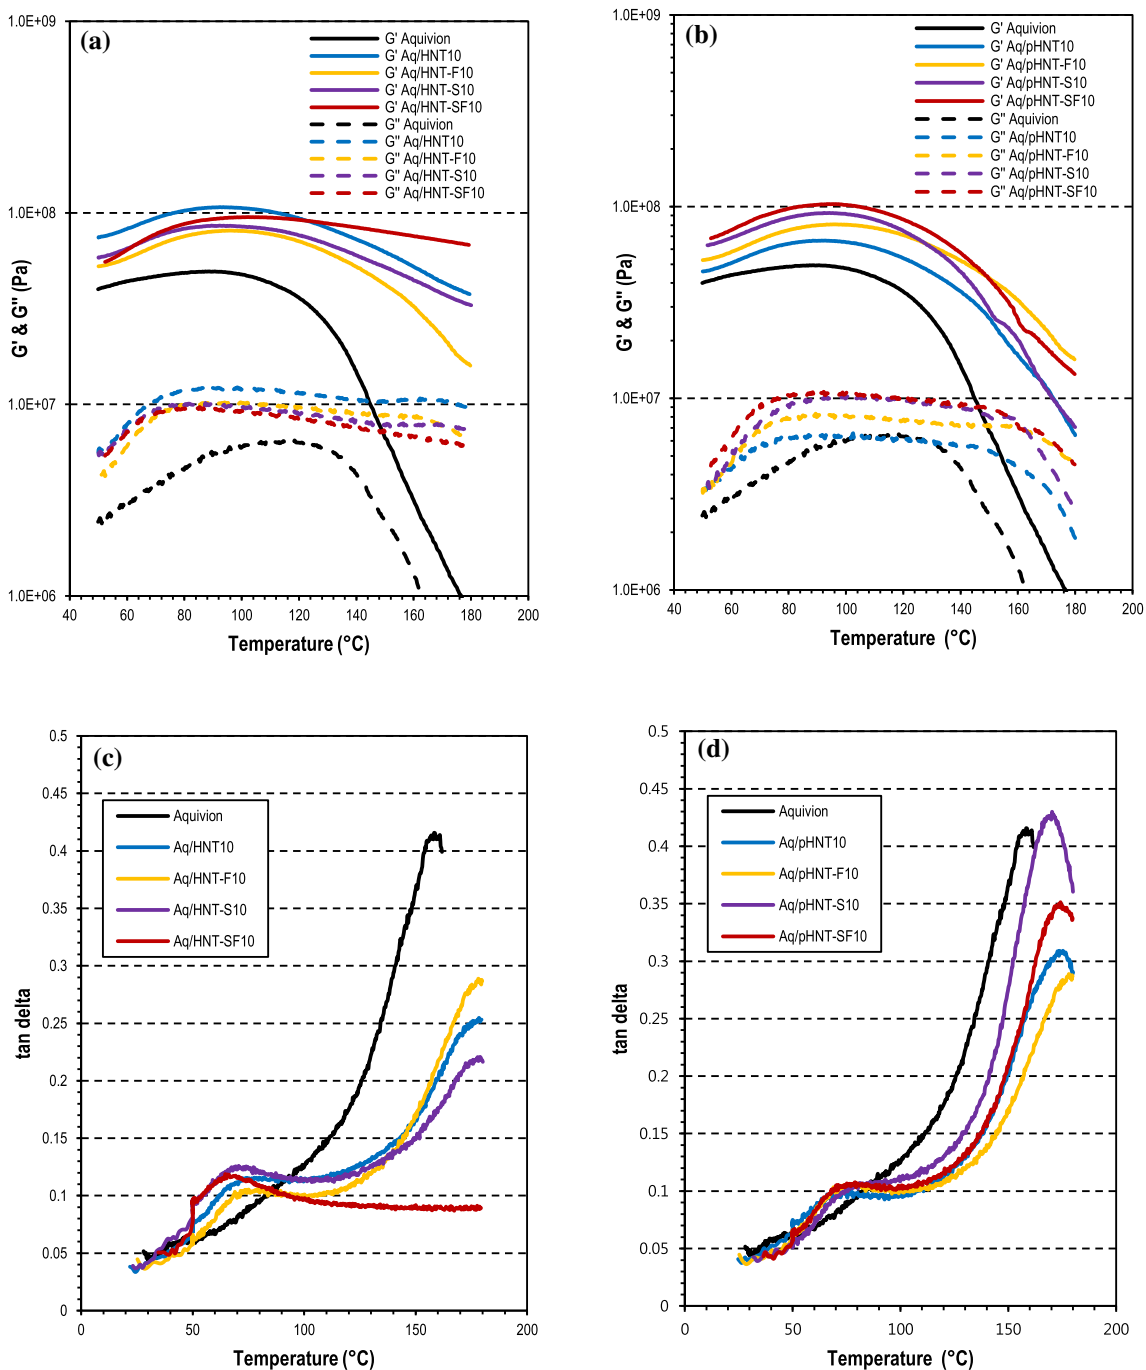 (a)
1.0E+09
1.0E+08
1.0E+07
1.0E+06
G' & G" (Pa)
G' Aquivion
G' Aq/HNT10
G' Aq/HNT-F10
G' Aq/HNT-S10
G' Aq/HNT-SF10
G" Aquivion
G" Aq/HNT10
G" Aq/HNT-F10
G" Aq/HNT-S10
G" Aq/HNT-SF10
40 60 80 100 120 140 160 180 200
Temperature (°C)
(b)
1.0E+09
1.0E+08
1.0E+07
1.0E+06
G' & G" (Pa)
G' Aquivion
G' Aq/pHNT10
G' Aq/pHNT-F10
G' Aq/pHNT-S10
G' Aq/pHNT-SF10
G" Aquivion
G" Aq/pHNT10
G" Aq/pHNT-F10
G" Aq/pHNT-S10
G" Aq/pHNT-SF10
40 60 80 100 120 140 160 180 200
Temperature (°C)
(c)
0.5
0.45
0.4
0.35
0.3
0.25
0.2
0.15
0.1
0.05
0
tan delta
Aquivion
Aq/HNT10
Aq/HNT-F10
Aq/HNT-S10
Aq/HNT-SF10
0 50 100 150 200
Temperature (°C)
(d)
0.5
0.45
0.4
0.35
0.3
0.25
0.2
0.15
0.1
0.05
0
tan delta
Aquivion
Aq/pHNT10
Aq/pHNT-F10
Aq/pHNT-S10
Aq/pHNT-SF10
0 50 100 150 200
Temperature (°C)